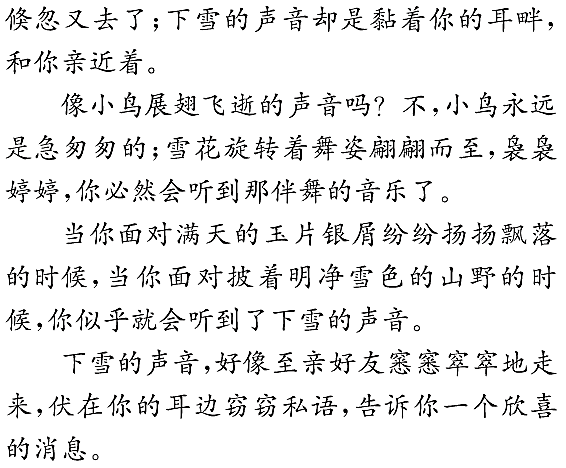 倏忽又去了；下雪的声音却是黏着你的耳畔，
和你亲近着。
像小鸟展翅飞逝的声音吗？不，小鸟永远
是急匆匆的；雪花旋转着舞姿翩翩而至，袅袅
婷婷，你必然会听到那伴舞的音乐了。
当你面对满天的玉片银屑纷纷扬扬飘落
的时候，当你面对披着明净雪色的山野的时
候，你似乎就会听到了下雪的声音。
下雪的声音，好像至亲好友窸窸窣窣地走
来，伏在你的耳边窃窃私语，告诉你一个欣喜
的消息。